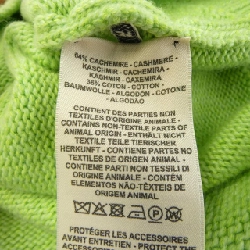 64% CACHEMIRE - CASHMERE -
KASCHMIR - CACHEMIRA -
KASHMIR - CAXEMIRA
36% COTON - COTTON -
BAUMWOLLE - ALGODON - COTONE
- ALGODÃO
CONTIENT DES PARTIES NON
TEXTILES D'ORIGINE ANIMALE -
CONTAINS NON-TEXTILE PARTS OF
ANIMAL ORIGIN - ENTHÄLT NICHT
TEXTILE TEILE TIERISCHER
HERKUNFT - CONTIENE PARTES NO
TEXTILES DE ORIGEN ANIMAL -
CONTIENE PARTI NON TESSILI DI
ORIGINE ANIMALE - CONTÉM
ELEMENTOS NÃO-TÊXTEIS DE
ORIGEM ANIMAL.
PROTÉGER LES ACCESSOIRES
AVANT ENTRETIEN - PROTECT THE